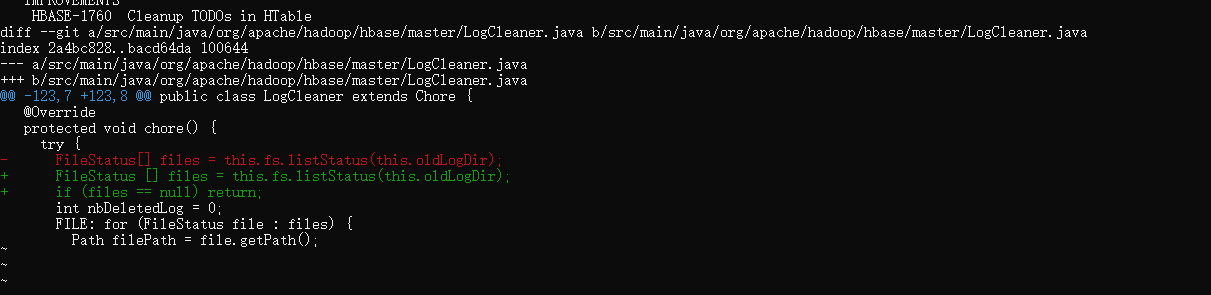 IMPROVEMENTS
HBASE-1760  Cleanup TODOs in HTable
diff --git a/src/main/java/org/apache/hadoop/hbase/master/LogCleaner.java b/src/main/java/org/apache/hadoop/hbase/master/LogCleaner.java
index 2a4bc828..bacd64da 100644
--- a/src/main/java/org/apache/hadoop/hbase/master/LogCleaner.java
+++ b/src/main/java/org/apache/hadoop/hbase/master/LogCleaner.java
@@ -123,7 +123,8 @@ public class LogCleaner extends Chore {
   @Override
   protected void chore() {
     try {
-      FileStatus[] files = this.fs.listStatus(this.oldLogDir);
+      FileStatus [] files = this.fs.listStatus(this.oldLogDir);
+      if (files == null) return;
       int nbDeletedLog = 0;
       FILE: for (FileStatus file : files) {
         Path filePath = file.getPath();
~
~
~